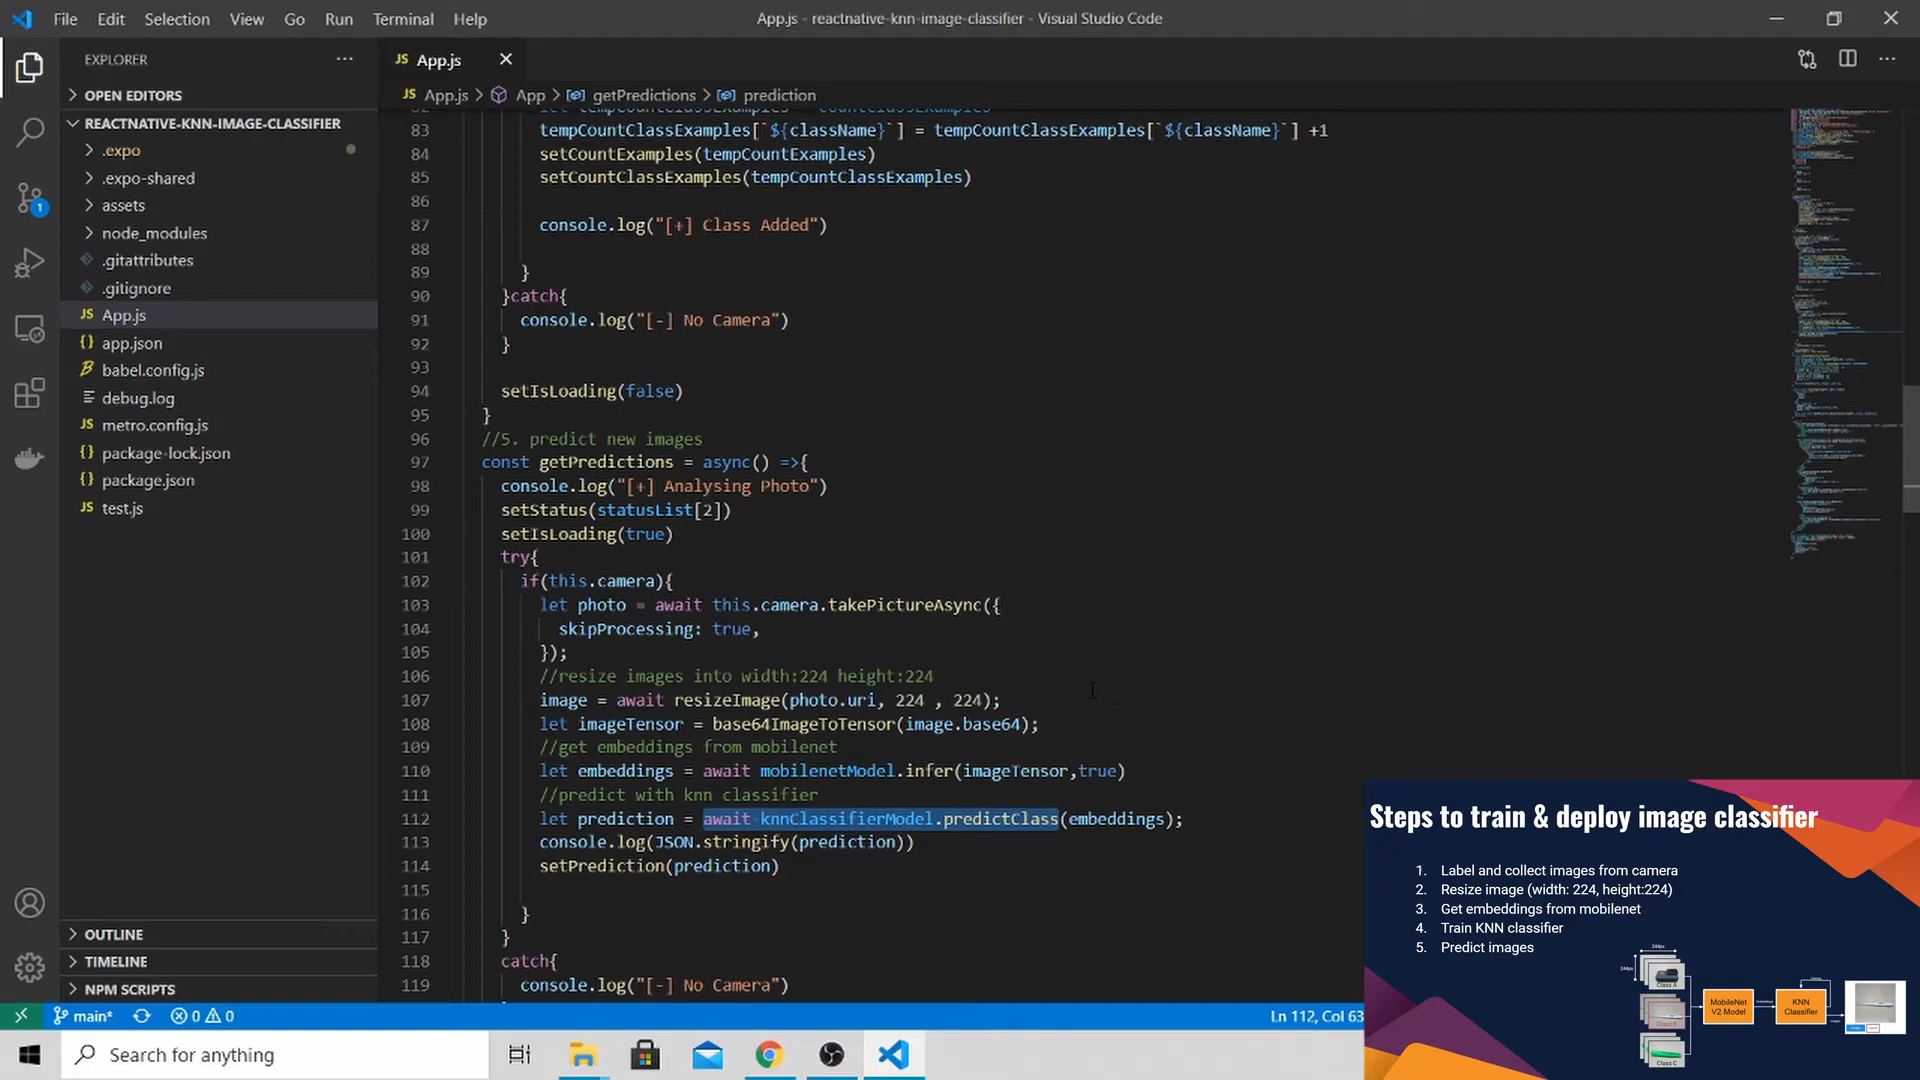 File Edit Selection View Go Run Terminal Help
App.js - reactnative-knn-image-classifier - Visual Studio Code
EXPLORER
OPEN EDITORS
REACTNATIVE-KNN-IMAGE-CLASSIFIER
.expo
.expo-shared
assets
node_modules
.gitattributes
.gitignore
App.js
app.json
babel.config.js
debug.log
metro.config.js
package-lock.json
package.json
test.js
OUTLINE
TIMELINE
NPM SCRIPTS
1
JS App.js
JS App.js > App > getPredictions > prediction
83 tempCountClassExamples[`${className}`] = tempCountClassExamples[`${className}`] +1
84 setCountExamples(tempCountExamples)
85 setCountClassExamples(tempCountClassExamples)
86
87 console.log("[+] Class Added")
88
89 }
90 }catch{
91 console.log("[-] No Camera")
92 }
93
94 setIsLoading(false)
95 }
96 //5. predict new images
97 const getPredictions = async() =>{
98 console.log("[+] Analysing Photo")
99 setStatus(statusList[2])
100 setIsLoading(true)
101 try{
102 if(this.camera){
103 let photo = await this.camera.takePictureAsync({
104 skipProcessing: true,
105 });
106 //resize images into width:224 height:224
107 image = await resizeImage(photo.uri, 224 , 224);
108 let imageTensor = base64ImageToTensor(image.base64);
109 //get embeddings from mobilenet
110 let embeddings = await mobilenetModel.infer(imageTensor,true)
111 //predict with knn classifier
112 let prediction = await knnClassifierModel.predictClass(embeddings);
113 console.log(JSON.stringify(prediction))
114 setPrediction(prediction)
115
116 }
117 }
118 catch{
119 console.log("[-] No Camera")
Steps to train & deploy image classifier
1. Label and collect images from camera
2. Resize image (width: 224, height:224)
3. Get embeddings from mobilenet
4. Train KNN classifier
5. Predict images
244px
244px
Class A
Class B
Class C
MobileNet
V2 Model
KNN
Classifier
main* 0 0
Ln 112, Col 63
Search for anything